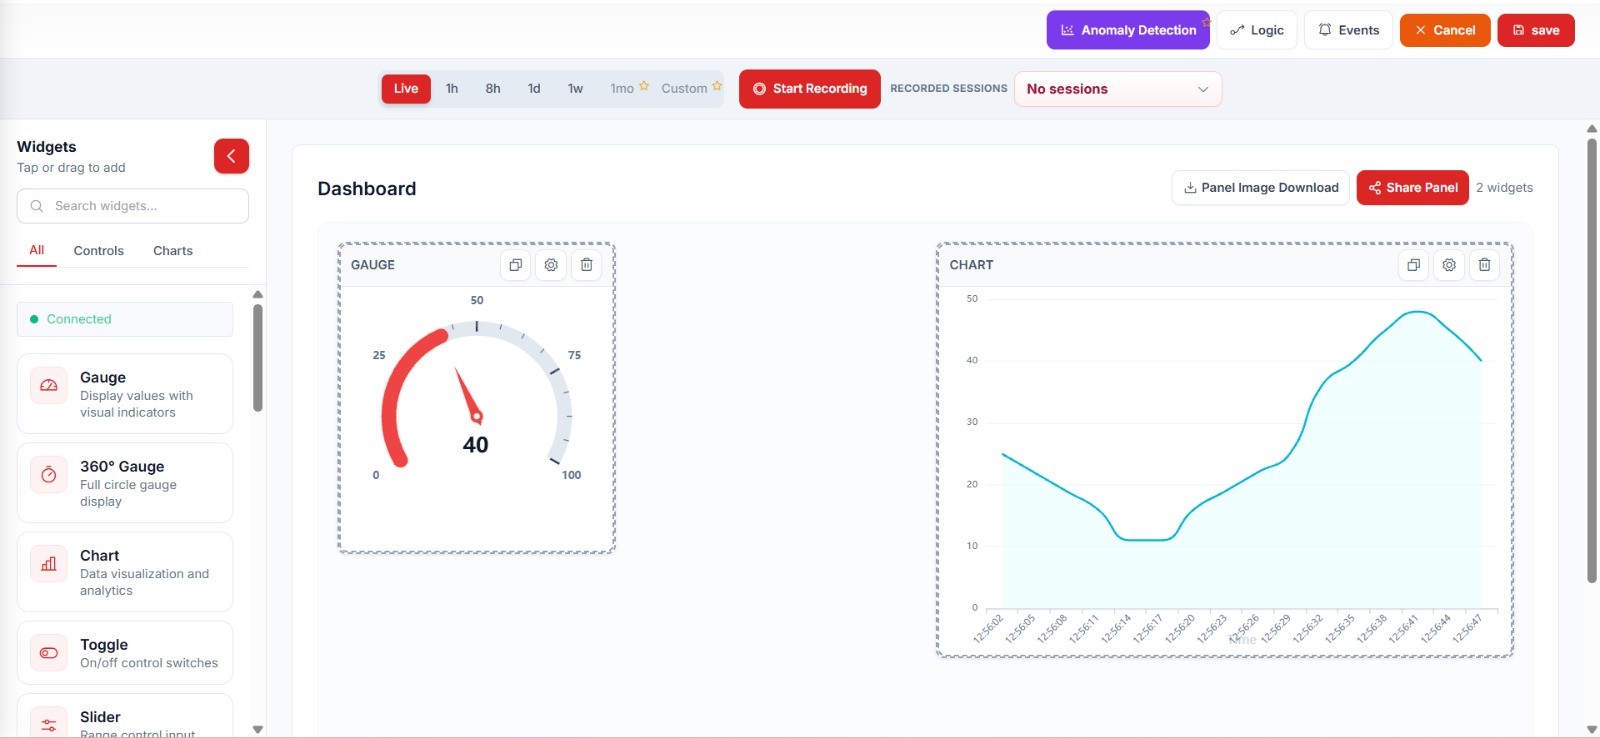 Anomaly Detection
Logic
Events
Cancel
save
Live
1h
8h
1d
1w
1mo
Custom
Start Recording
RECORDED SESSIONS
No sessions
Widgets
Tap or drag to add
Search widgets...
All
Controls
Charts
Connected
Gauge
Display values with
visual indicators
360° Gauge
Full circle gauge
display
Chart
Data visualization and
analytics
Toggle
On/off control switches
Slider
Range control input
Dashboard
Panel Image Download
Share Panel
2 widgets
GAUGE
50
25
75
40
0
100
CHART
50
40
30
20
10
0
12:56:02
12:56:05
12:56:08
12:56:11
12:56:14
12:56:17
12:56:20
12:56:23
12:56:26
12:56:29
12:56:32
12:56:35
12:56:38
12:56:41
12:56:44
12:56:47
Time